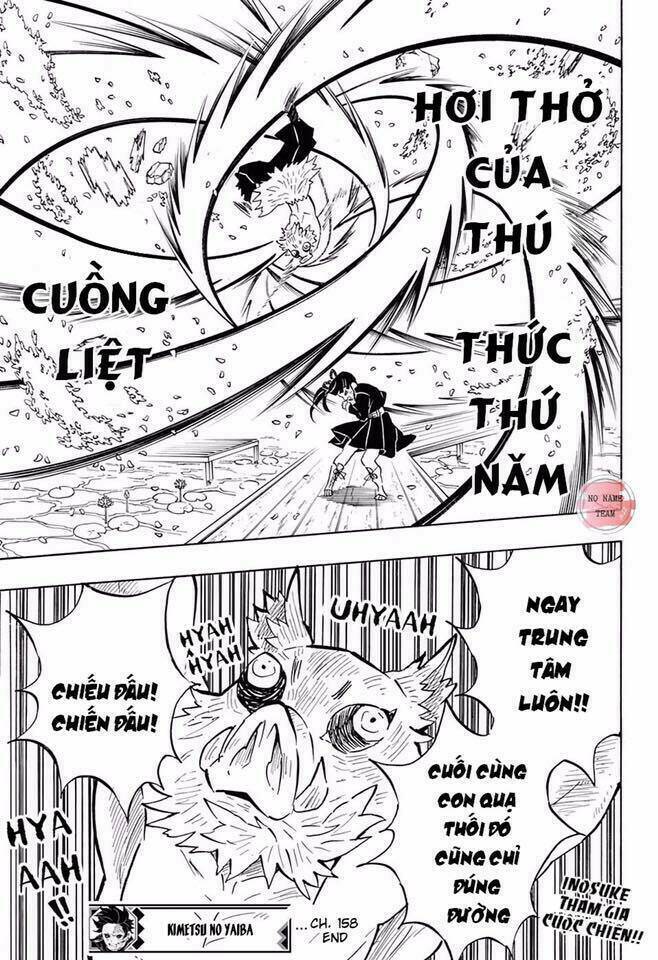 HƠI THỞ
CỦA
THÚ
THỨC
THÚ
NĂM
CUỒNG
LIỆT
NO NAME
TEAM
NGAY
TRUNG
TÂM
LUÔN!!
UHYAAH
HYAH
HYAH
CHIẾU ĐẤU!
CHIẾN ĐẤU!
CUỐI CÙNG
CON QUẠ
THỐI ĐÓ
CŨNG CHỈ
ĐÚNG
ĐƯỜNG
HYA
AAH
!!
INOSUKE
THAM GIA
CUỘC CHIẾN!!
KIMETSU NO YAIBA
...CH. 158
END